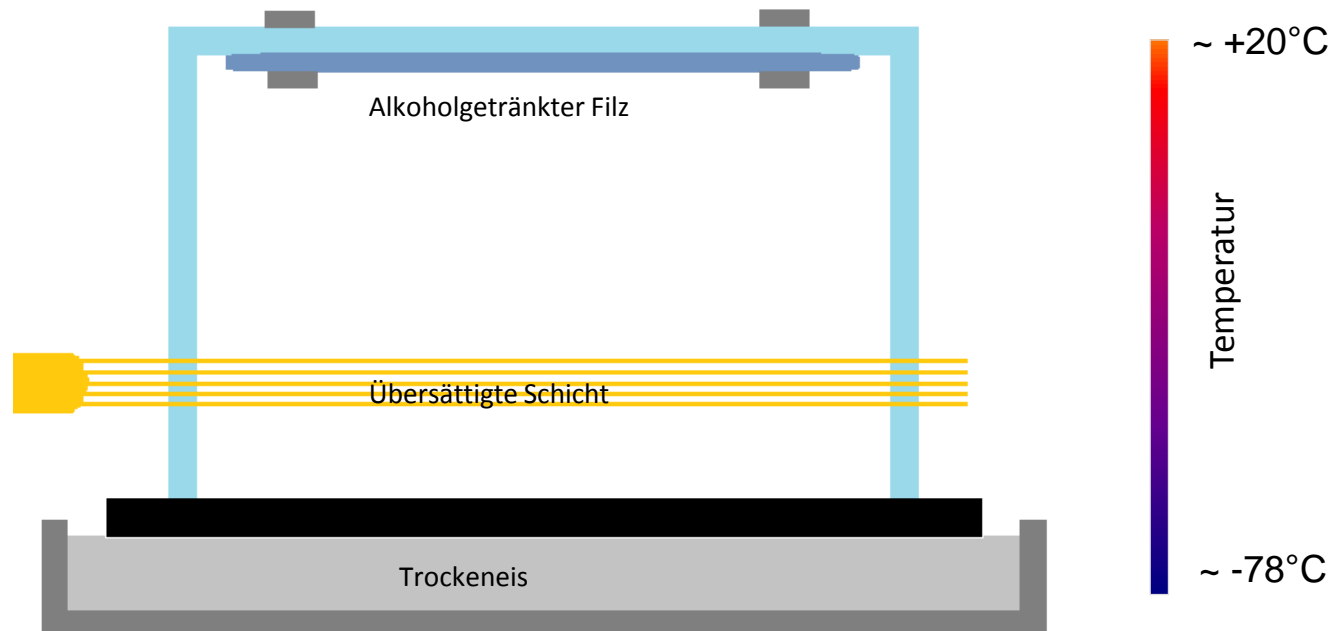 ~ +20°C
Alkoholgetränkter Filz
Temperatur
Übersättigte Schicht
~ -78°C
Trockeneis